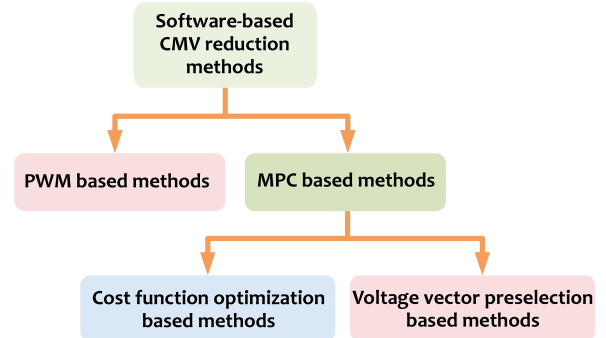 Software-based
CMV reduction
methods
PWM based methods
MPC based methods
Cost function optimization
based methods
Voltage vector preselection
based methods